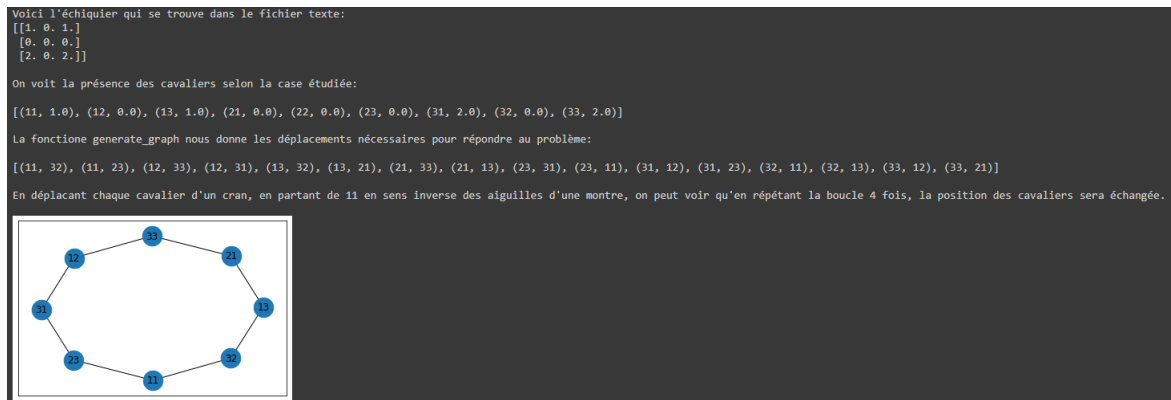 Voici l'échiquier qui se trouve dans le fichier texte:
[[1. 0. 1.]
 [0. 0. 0.]
 [2. 0. 2.]]
On voit la présence des cavaliers selon la case étudiée:
[(11, 1.0), (12, 0.0), (13, 1.0), (21, 0.0), (22, 0.0), (23, 0.0), (31, 2.0), (32, 0.0), (33, 2.0)]
La fonctione generate_graph nous donne les déplacements nécessaires pour répondre au problème:
[(11, 32), (11, 23), (12, 33), (12, 31), (13, 32), (13, 21), (21, 33), (21, 13), (23, 31), (23, 11), (31, 12), (31, 23), (32, 11), (32, 13), (33, 12), (33, 21)]
En déplacant chaque cavalier d'un cran, en partant de 11 en sens inverse des aiguilles d'une montre, on peut voir qu'en répétant la boucle 4 fois, la position des cavaliers sera échangée.
33
12
21
31
13
23
32
11